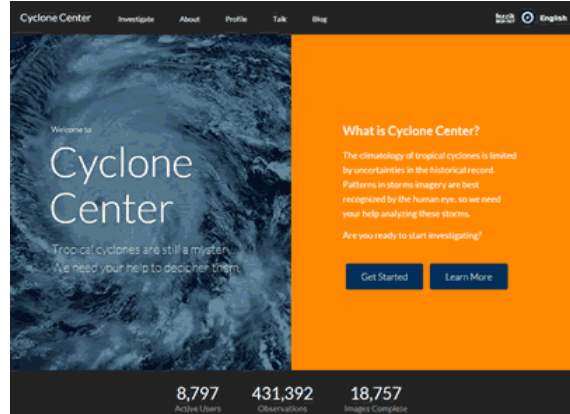 Cyclone Center
Investigate
About
Profile
Talk
Blog
English
Welcome to
Cyclone
Center
Tropical cyclones are still a mystery.
We need your help to decipher them.
What is Cyclone Center?
The climatology of tropical cyclones is limited
by uncertainties in the historical record.
Patterns in storms imagery are best
recognized by the human eye, so we need
your help analyzing these storms.
Are you ready to start investigating?
Get Started
Learn More
8,797
Active Users
431,392
Observations
18,757
Images Complete